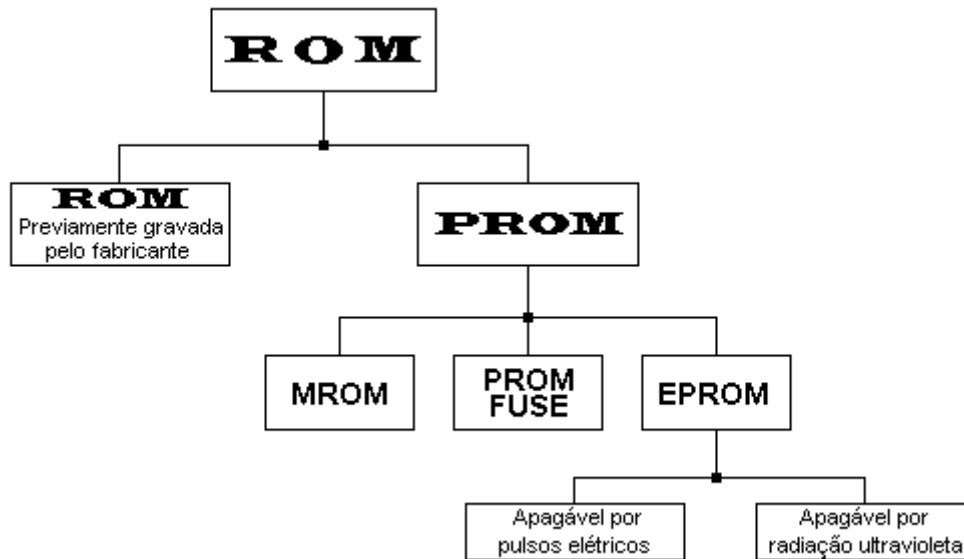 ROM
ROM
Previamente gravada
pelo fabricante
PROM
MROM
PROM
FUSE
EPROM
Apagável por
pulsos elétricos
Apagável por
radiação ultravioleta